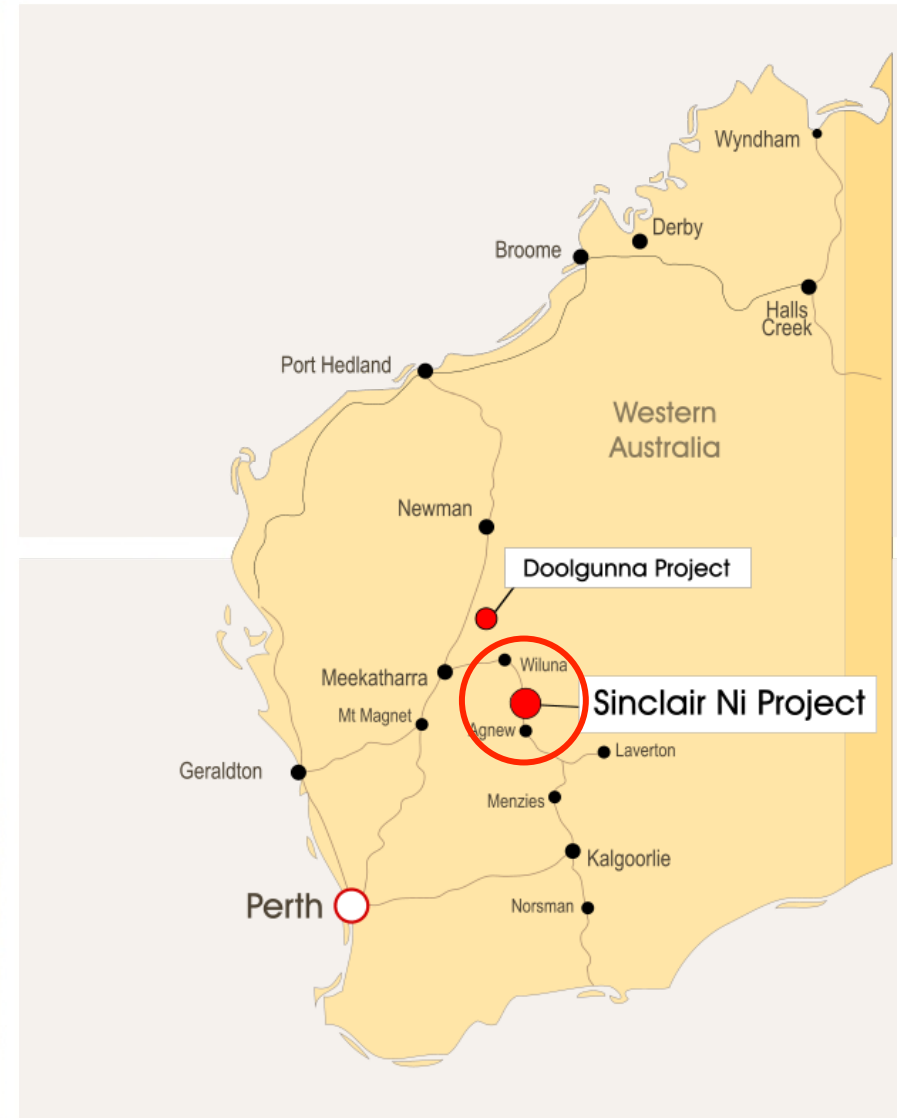 Wyndham
Derby
Broome
Halls
Creek
Port Hedland
Western
Australia
Newman
Doolgunna Project
Wiluna
Meekatharra
Sinclair Ni Project
Mt Magnet
Agnew
Laverton
Geraldton
Menzies
Kalgoorlie
Perth
Norsman